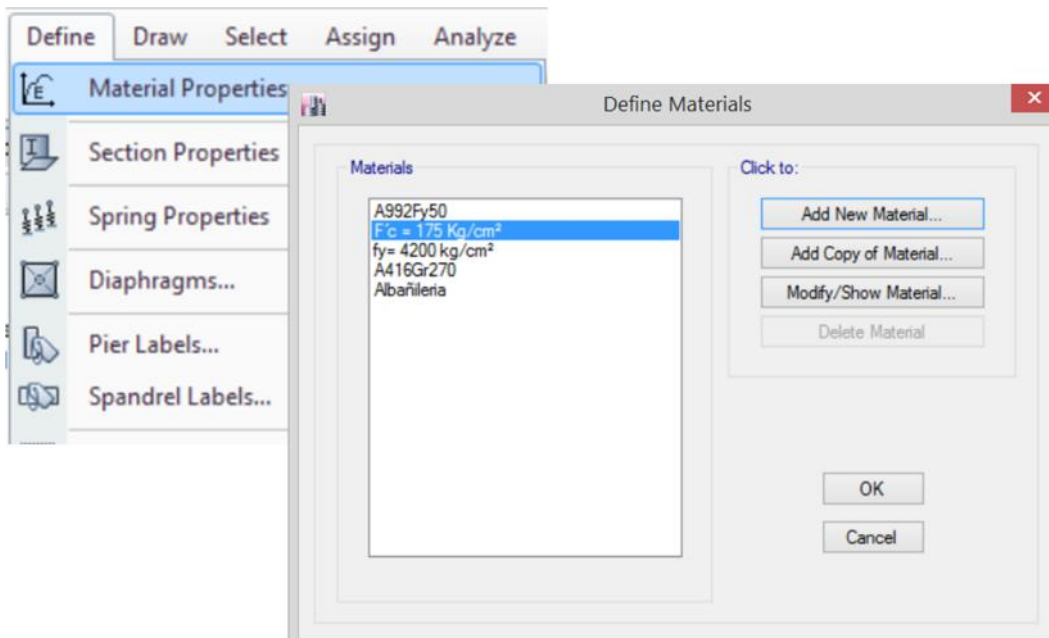 Define Draw Select Assign Analyze
Material Properties
Section Properties
Spring Properties
Diaphragms...
Pier Labels...
Spandrel Labels...
Define Materials
Materials
A992Fy50
F´c = 175 Kg/cm²
fy= 4200 kg/cm²
A416Gr270
Albañileria
Click to:
Add New Material...
Add Copy of Material...
Modify/Show Material...
Delete Material
OK
Cancel